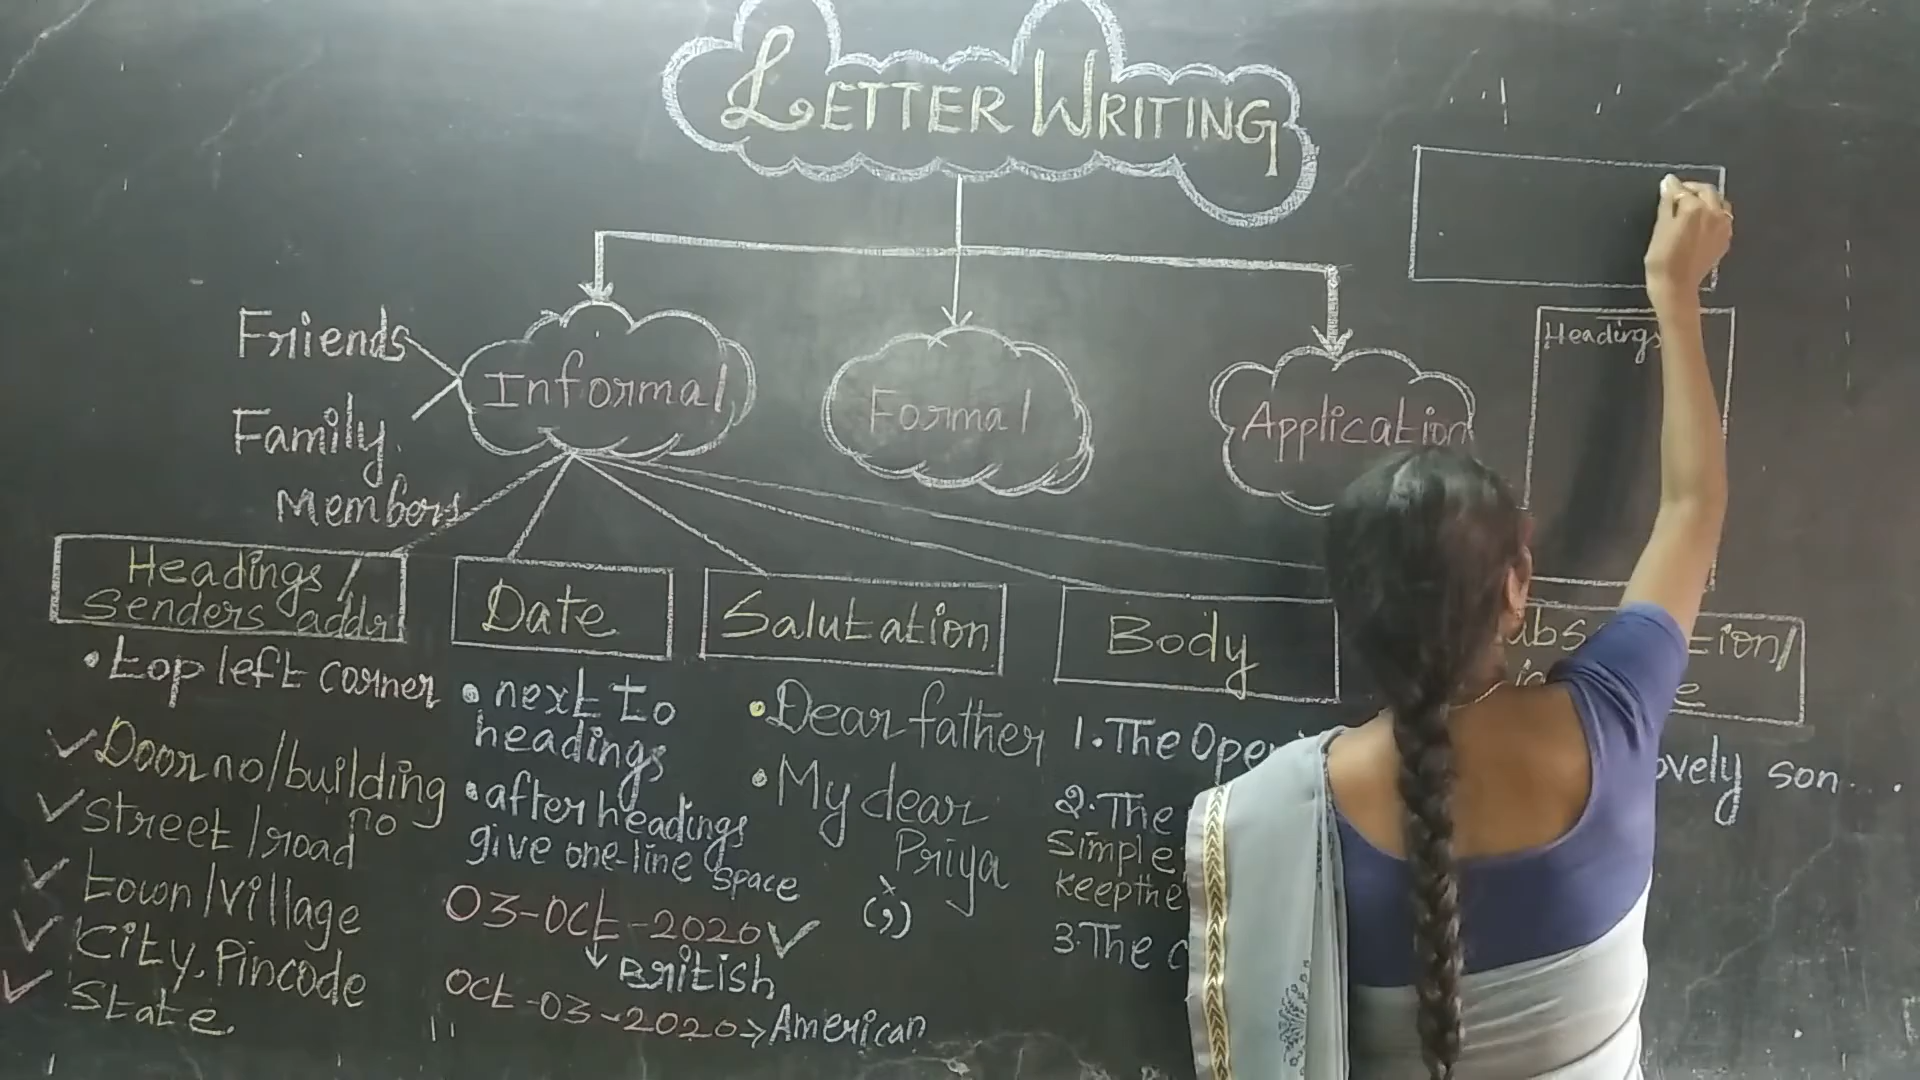 LETTER WRITING
Friends
Family
Members
Informal
Formal
Application
Headings
Headings/
Senders addr
Date
Salutation
Body
• top left corner
Door no/building
no
street/road
town/village
City, Pincode
State.
• next to
headings
• after headings
give one-line space
03-Oct-2020
British
Oct-03-2020→American
• Dear father
• My dear
Priya
(,)
1. The
2. The
Simple
keep the
3. The
son...